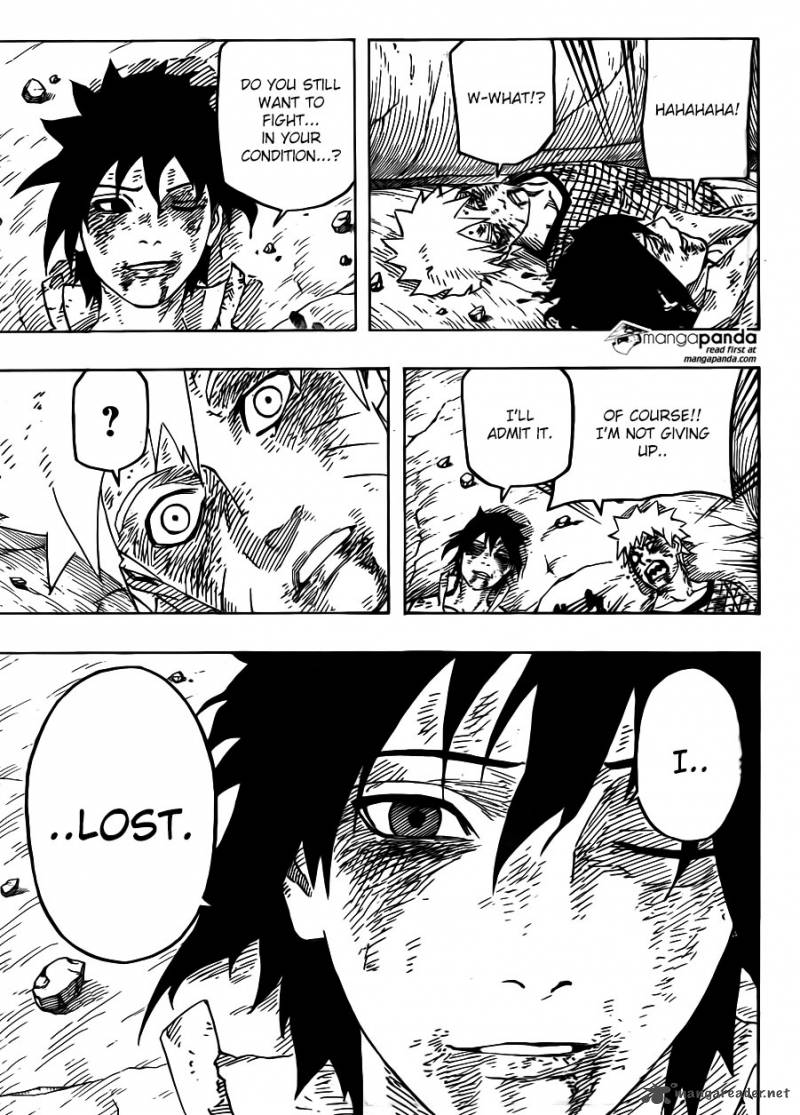 HAHAHAHA!
W-WHAT!?
DO YOU STILL
WANT TO
FIGHT...
IN YOUR
CONDITION...?
mangapanda
read first at
mangapanda.com
OF COURSE!!
I'M NOT GIVING
UP..
I'LL
ADMIT IT.
?
I..
..LOST.
mangareader.net